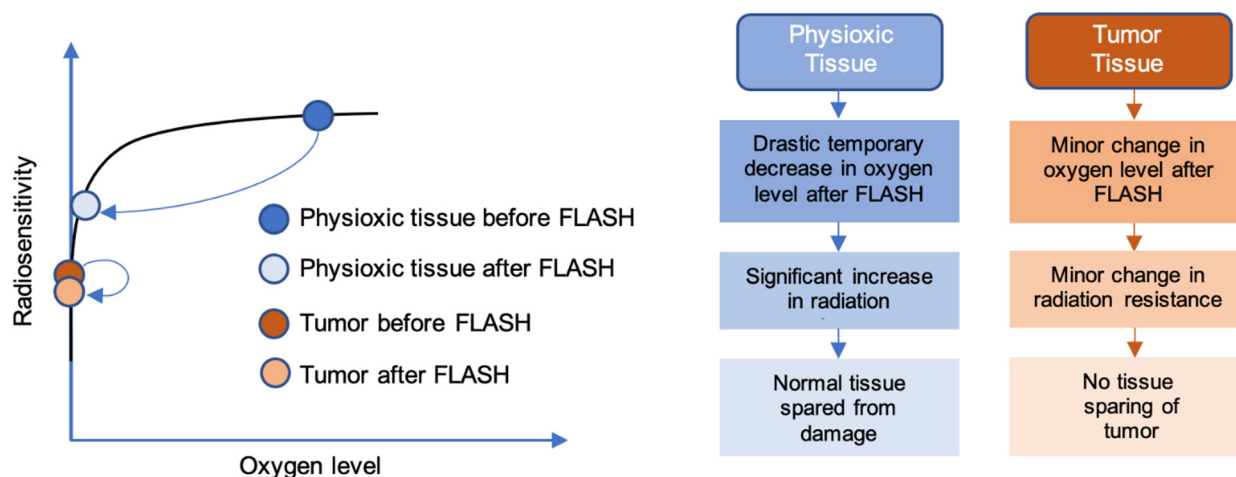 Radiosensitivity
Oxygen level
Physioxic tissue before FLASH
Physioxic tissue after FLASH
Tumor before FLASH
Tumor after FLASH
Physioxic
Tissue
Drastic temporary
decrease in oxygen
level after FLASH
Significant increase
in radiation
Normal tissue
spared from
damage
Tumor
Tissue
Minor change in
oxygen level after
FLASH
Minor change in
radiation resistance
No tissue
sparing of
tumor